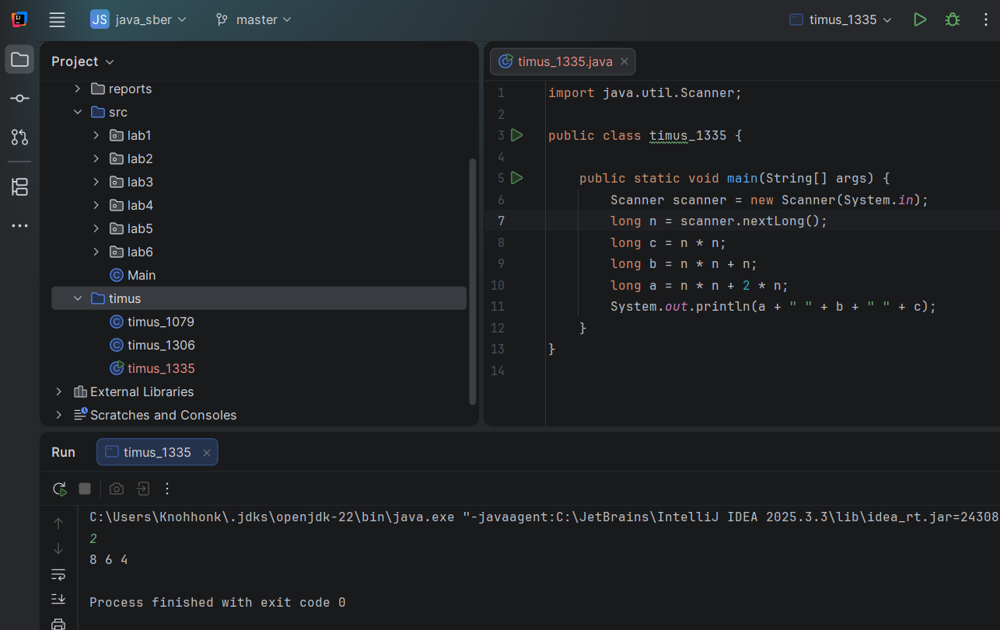 JS java_sber master timus_1335
Project
reports
src
lab1
lab2
lab3
lab4
lab5
lab6
Main
timus
timus_1079
timus_1306
timus_1335
External Libraries
Scratches and Consoles
timus_1335.java
1 import java.util.Scanner;
2
3 public class timus_1335 {
4
5 public static void main(String[] args) {
6 Scanner scanner = new Scanner(System.in);
7 long n = scanner.nextLong();
8 long c = n * n;
9 long b = n * n + n;
10 long a = n * n + 2 * n;
11 System.out.println(a + " " + b + " " + c);
12 }
13 }
14
Run timus_1335
C:\Users\Knohhonk\.jdks\openjdk-22\bin\java.exe "-javaagent:C:\JetBrains\IntelliJ IDEA 2025.3.3\lib\idea_rt.jar=24308
2
8 6 4
Process finished with exit code 0